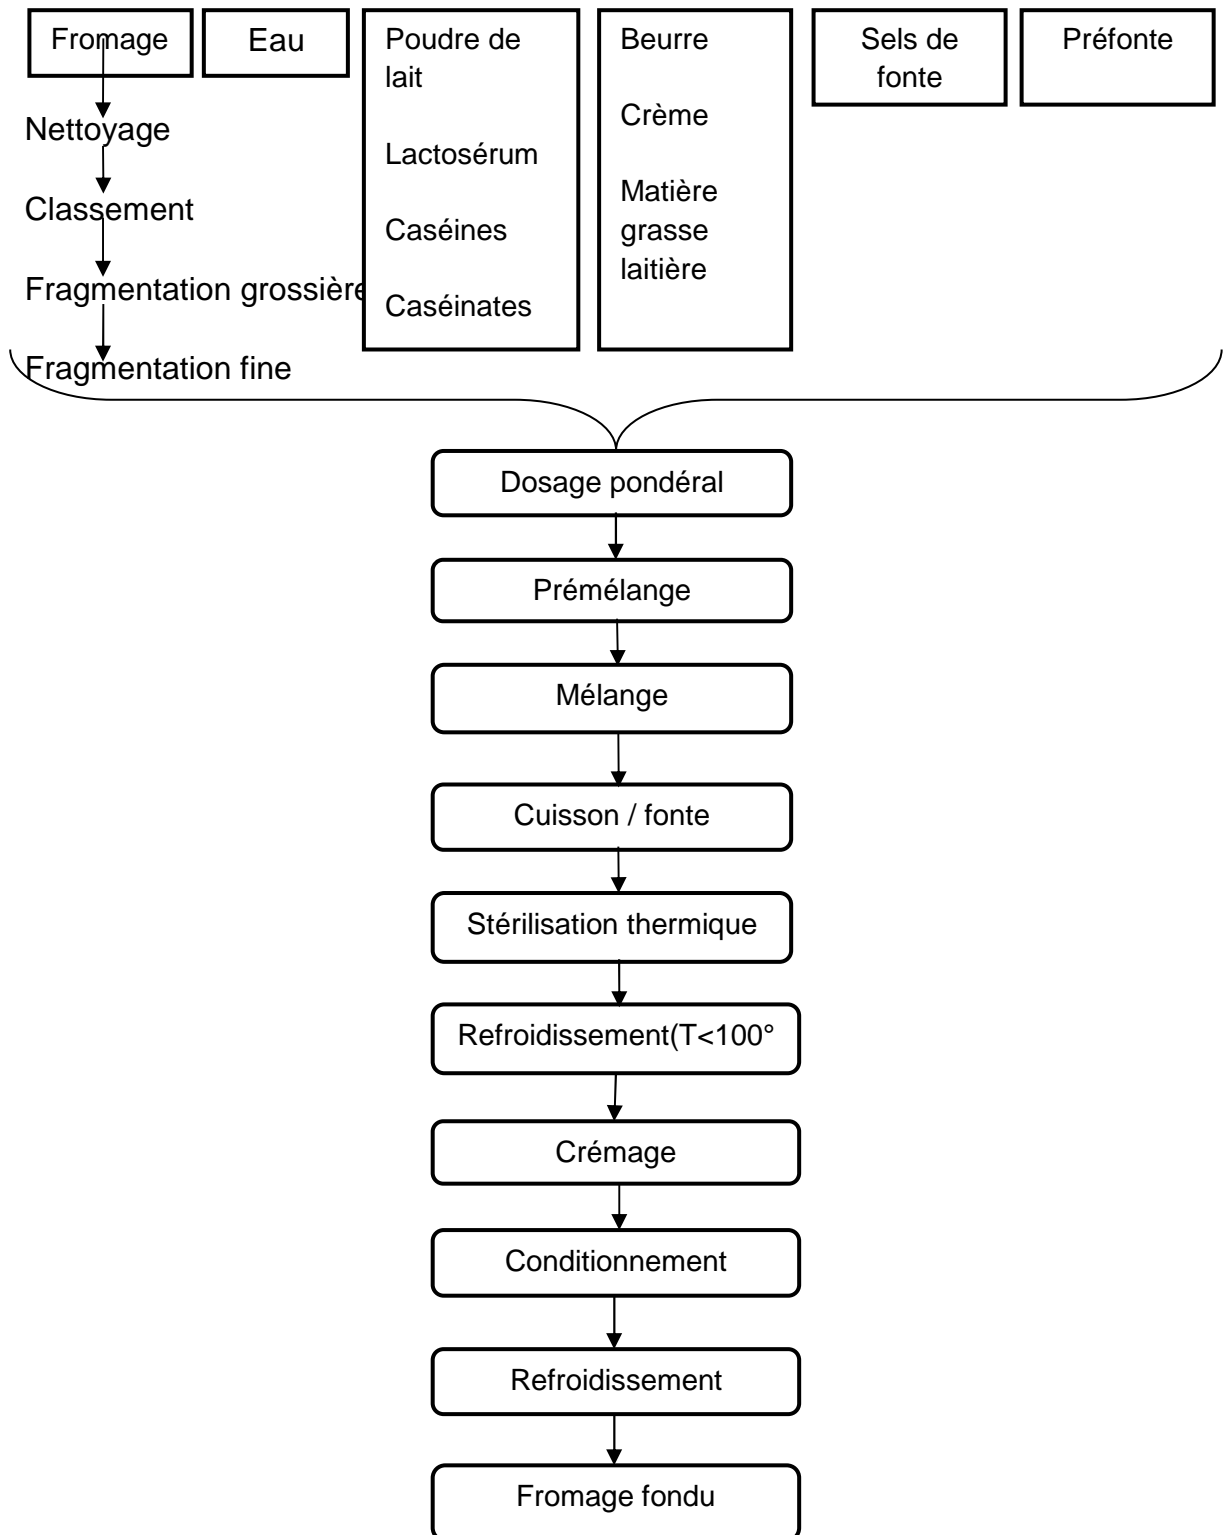 Fromage
Eau
Poudre de
lait
Lactosérum
Caséines
Caséinates
Beurre
Crème
Matière
grasse
laitière
Sels de
fonte
Préfonte
Nettoyage
Classement
Fragmentation grossière
Fragmentation fine
Dosage pondéral
Prémélange
Mélange
Cuisson / fonte
Stérilisation thermique
Refroidissement(T<100°
Crémage
Conditionnement
Refroidissement
Fromage fondu